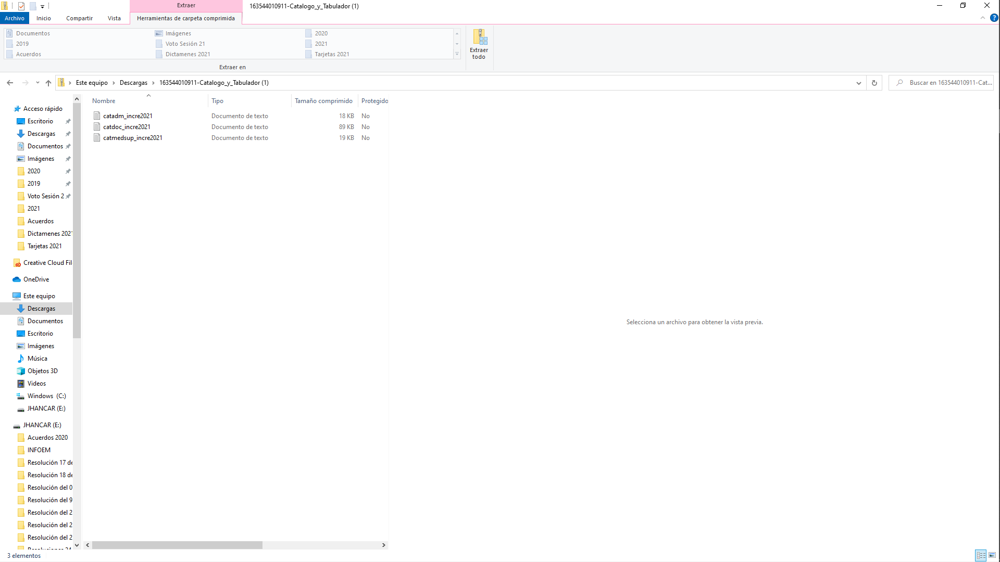 Extraer
163544010911-Catalogo_y_Tabulador (1)
Archivo
Inicio
Compartir
Vista
Herramientas de carpeta comprimida
Documentos
Imágenes
2020
2019
Voto Sesión 21
2021
Acuerdos
Dictamenes 2021
Tarjetas 2021
Extraer en
Extraer
todo
Este equipo
Descargas
163544010911-Catalogo_y_Tabulador (1)
Buscar en 163544010911-Cat...
Nombre
Tipo
Tamaño comprimido
Protegido
catadm_incre2021
Documento de texto
18 KB
No
catdoc_incre2021
Documento de texto
89 KB
No
catmedsup_incre2021
Documento de texto
19 KB
No
Acceso rápido
Escritorio
Descargas
Documentos
Imágenes
2020
2019
Voto Sesión 2
2021
Acuerdos
Dictamenes 2021
Tarjetas 2021
Creative Cloud Fil
OneDrive
Este equipo
Descargas
Documentos
Escritorio
Imágenes
Música
Objetos 3D
Videos
Windows (C:)
JHANCAR (E:)
JHANCAR (E:)
Acuerdos 2020
INFOEM
Resolución 17 de
Resolución 18 de
Resolución del 0
Resolución del 9
Resolución del 2
Resolución del 2
Resolución del 2
Resoluciones 24
Selecciona un archivo para obtener la vista previa.
3 elementos